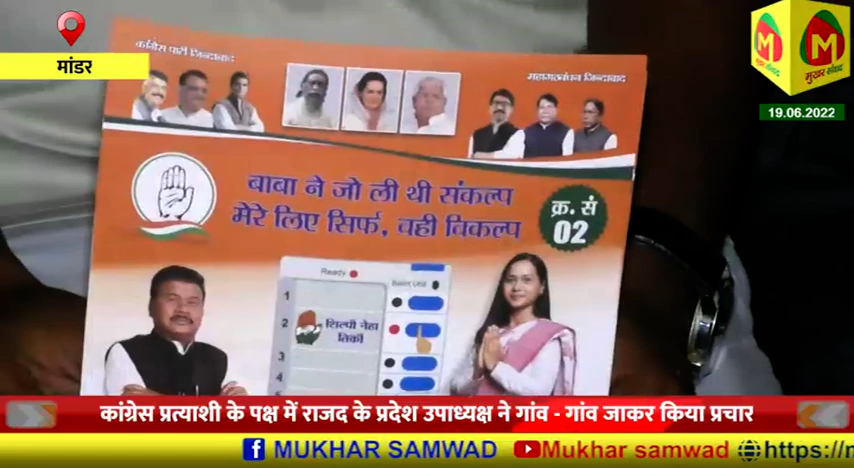 मांडर
M
M
मुखर संवाद
मुखर संवाद
19.06.2022
कांग्रेस पार्टी जिन्दाबाद
महागठबंधन जिन्दाबाद
बाबा ने जो ली थी संकल्प
मेरे लिए सिर्फ, वही विकल्प
क्र. सं
02
Ready
Ballot Unit
1
2
शिल्पी नेहा
तिर्की
3
4
कांग्रेस प्रत्याशी के पक्ष में राजद के प्रदेश उपाध्यक्ष ने गांव - गांव जाकर किया प्रचार
MUKHAR SAMWAD
Mukhar samwad
https://